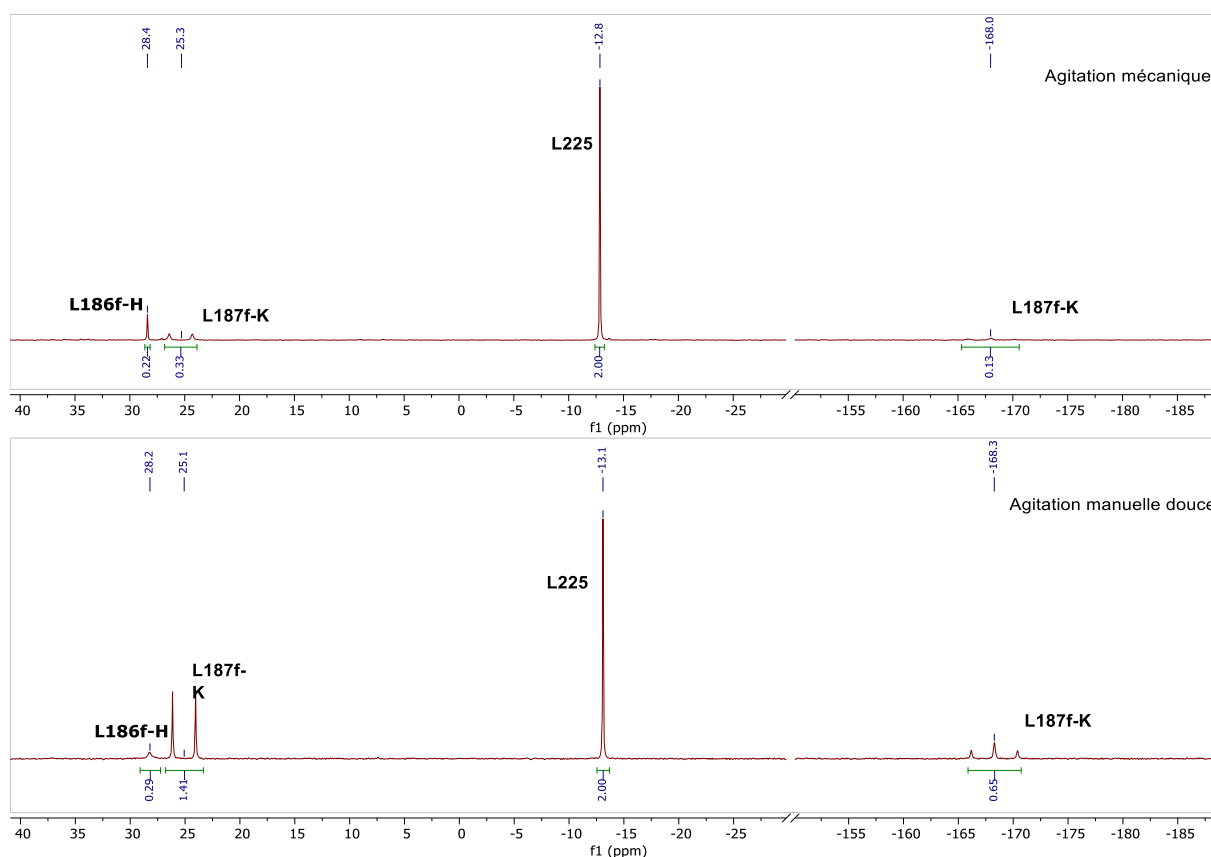 28.4 25.3 -12.8 -168.0
Agitation mécanique
L225
L186f-H
L187f-K
L187f-K
0.22 0.33 2.00 0.13
40 35 30 25 20 15 10 5 0 -5 -10 -15 -20 -25 -155 -160 -165 -170 -175 -180 -185
f1 (ppm)
28.2 25.1 -13.1 -168.3
Agitation manuelle douce
L225
L187f-
K
L186f-H
L187f-K
0.29 1.41 2.00 0.65
40 35 30 25 20 15 10 5 0 -5 -10 -15 -20 -25 -155 -160 -165 -170 -175 -180 -185
f1 (ppm)